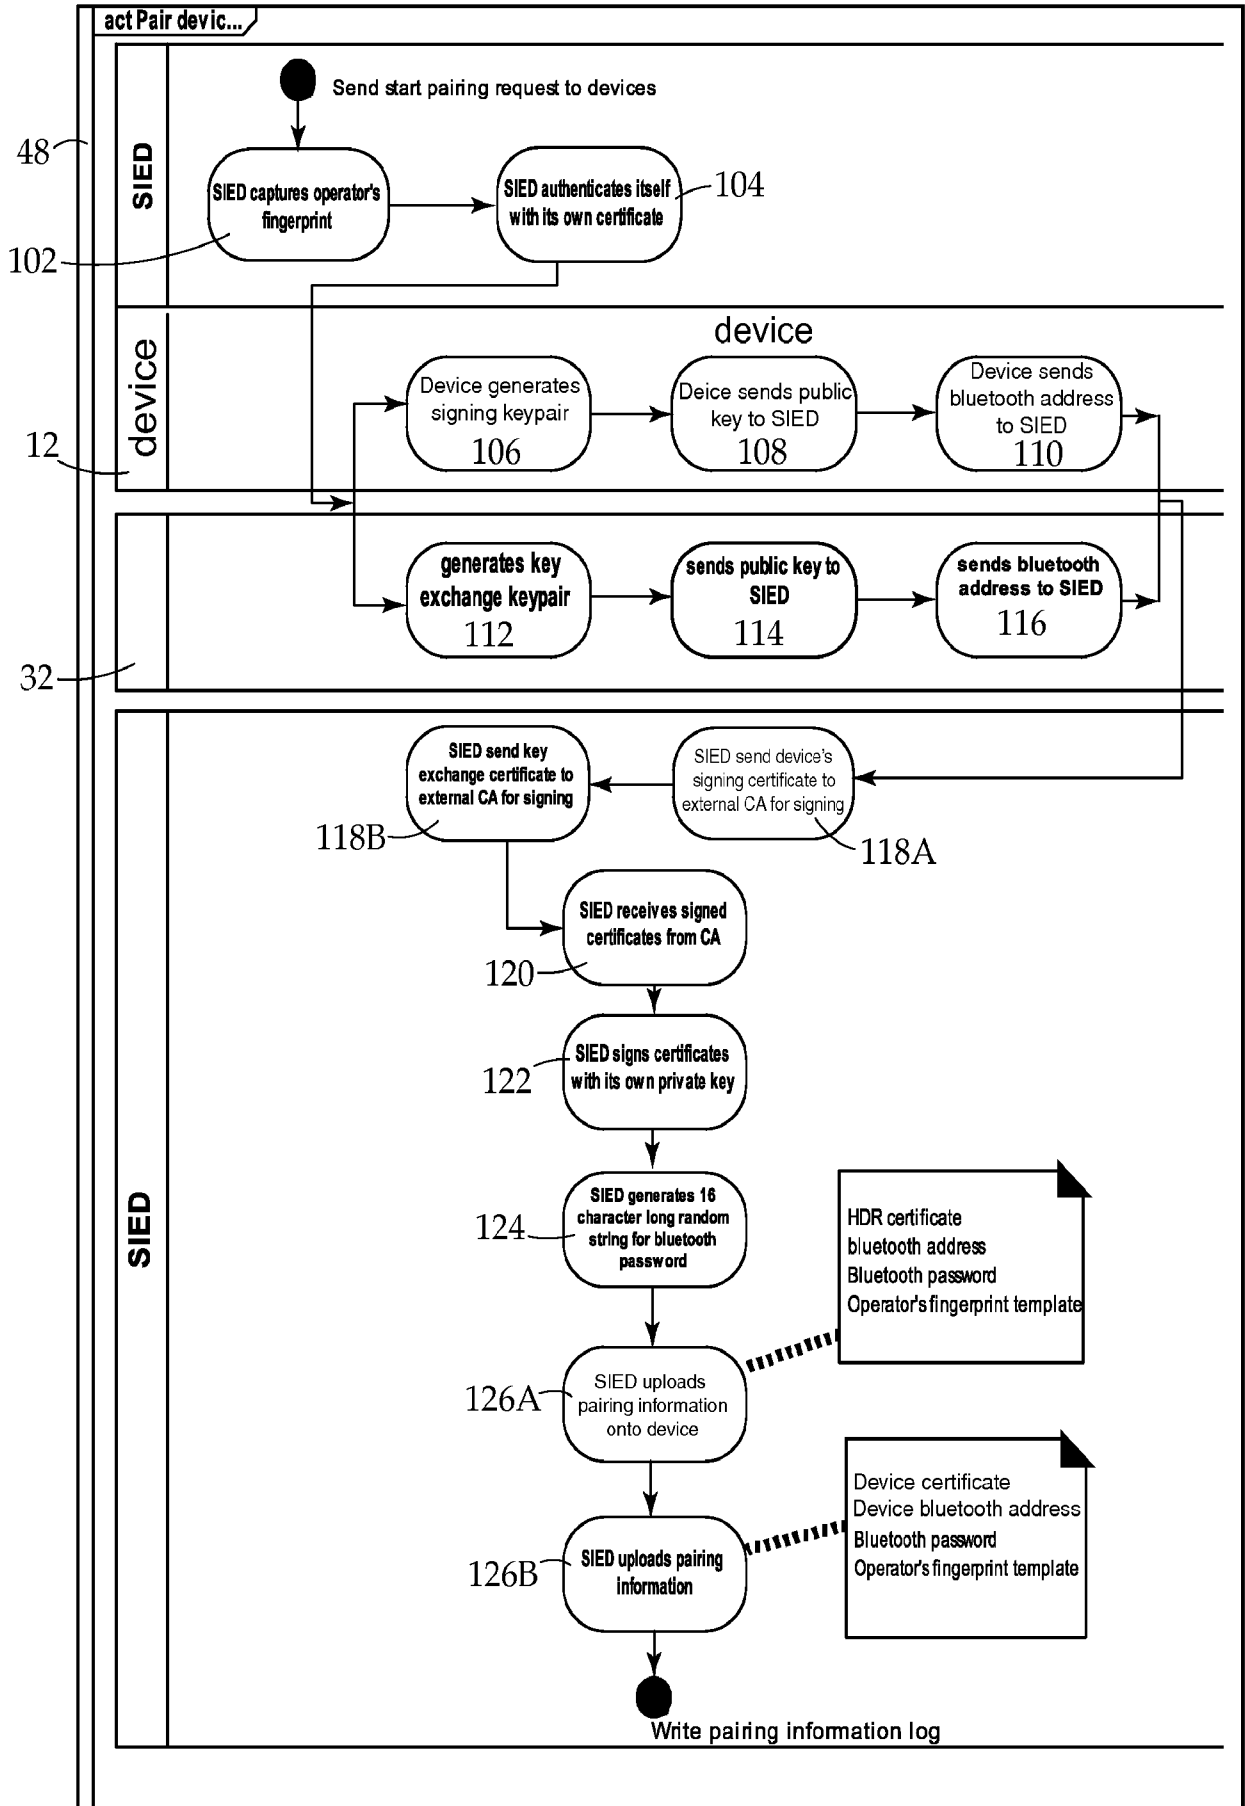 act Pair devic...
SIED
Send start pairing request to devices
48
SIED captures operator's
fingerprint
102
SIED authenticates itself
with its own certificate
104
device
device
12
Device generates
signing keypair
106
Deice sends public
key to SIED
108
Device sends
bluetooth address
to SIED
110
generates key
exchange keypair
112
sends public key to
SIED
114
sends bluetooth
address to SIED
116
32
SIED
SIED send key
exchange certificate to
external CA for signing
118B
SIED send device's
signing certificate to
external CA for signing
118A
SIED receives signed
certificates from CA
120
SIED signs certificates
with its own private key
122
SIED generates 16
character long random
string for bluetooth
password
124
HDR certificate
bluetooth address
Bluetooth password
Operator's fingerprint template
SIED uploads
pairing information
onto device
126A
Device certificate
Device bluetooth address
Bluetooth password
Operator's fingerprint template
SIED uploads pairing
information
126B
Write pairing information log